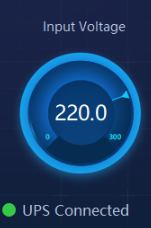 Input Voltage
220.0
0 300
UPS Connected